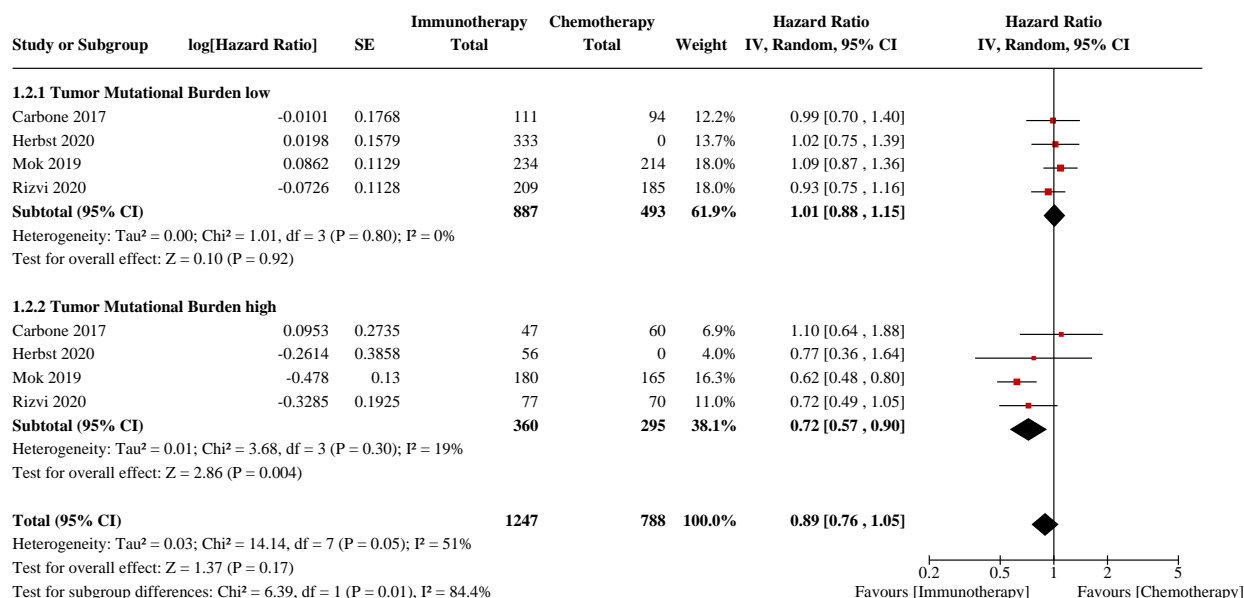 Immunotherapy Chemotherapy Hazard Ratio Hazard Ratio
Study or Subgroup log[Hazard Ratio] SE Total Total Weight IV, Random, 95% CI IV, Random, 95% CI
1.2.1 Tumor Mutational Burden low
Carbone 2017 -0.0101 0.1768 111 94 12.2% 0.99 [0.70 , 1.40]
Herbst 2020 0.0198 0.1579 333 0 13.7% 1.02 [0.75 , 1.39]
Mok 2019 0.0862 0.1129 234 214 18.0% 1.09 [0.87 , 1.36]
Rizvi 2020 -0.0726 0.1128 209 185 18.0% 0.93 [0.75 , 1.16]
Subtotal (95% CI) 887 493 61.9% 1.01 [0.88 , 1.15]
Heterogeneity: Tau² = 0.00; Chi² = 1.01, df = 3 (P = 0.80); I² = 0%
Test for overall effect: Z = 0.10 (P = 0.92)
1.2.2 Tumor Mutational Burden high
Carbone 2017 0.0953 0.2735 47 60 6.9% 1.10 [0.64 , 1.88]
Herbst 2020 -0.2614 0.3858 56 0 4.0% 0.77 [0.36 , 1.64]
Mok 2019 -0.478 0.13 180 165 16.3% 0.62 [0.48 , 0.80]
Rizvi 2020 -0.3285 0.1925 77 70 11.0% 0.72 [0.49 , 1.05]
Subtotal (95% CI) 360 295 38.1% 0.72 [0.57 , 0.90]
Heterogeneity: Tau² = 0.01; Chi² = 3.68, df = 3 (P = 0.30); I² = 19%
Test for overall effect: Z = 2.86 (P = 0.004)
Total (95% CI) 1247 788 100.0% 0.89 [0.76 , 1.05]
Heterogeneity: Tau² = 0.03; Chi² = 14.14, df = 7 (P = 0.05); I² = 51%
Test for overall effect: Z = 1.37 (P = 0.17) 0.2 0.5 1 2 5
Test for subgroup differences: Chi² = 6.39, df = 1 (P = 0.01), I² = 84.4% Favours [Immunotherapy] Favours [Chemotherapy]